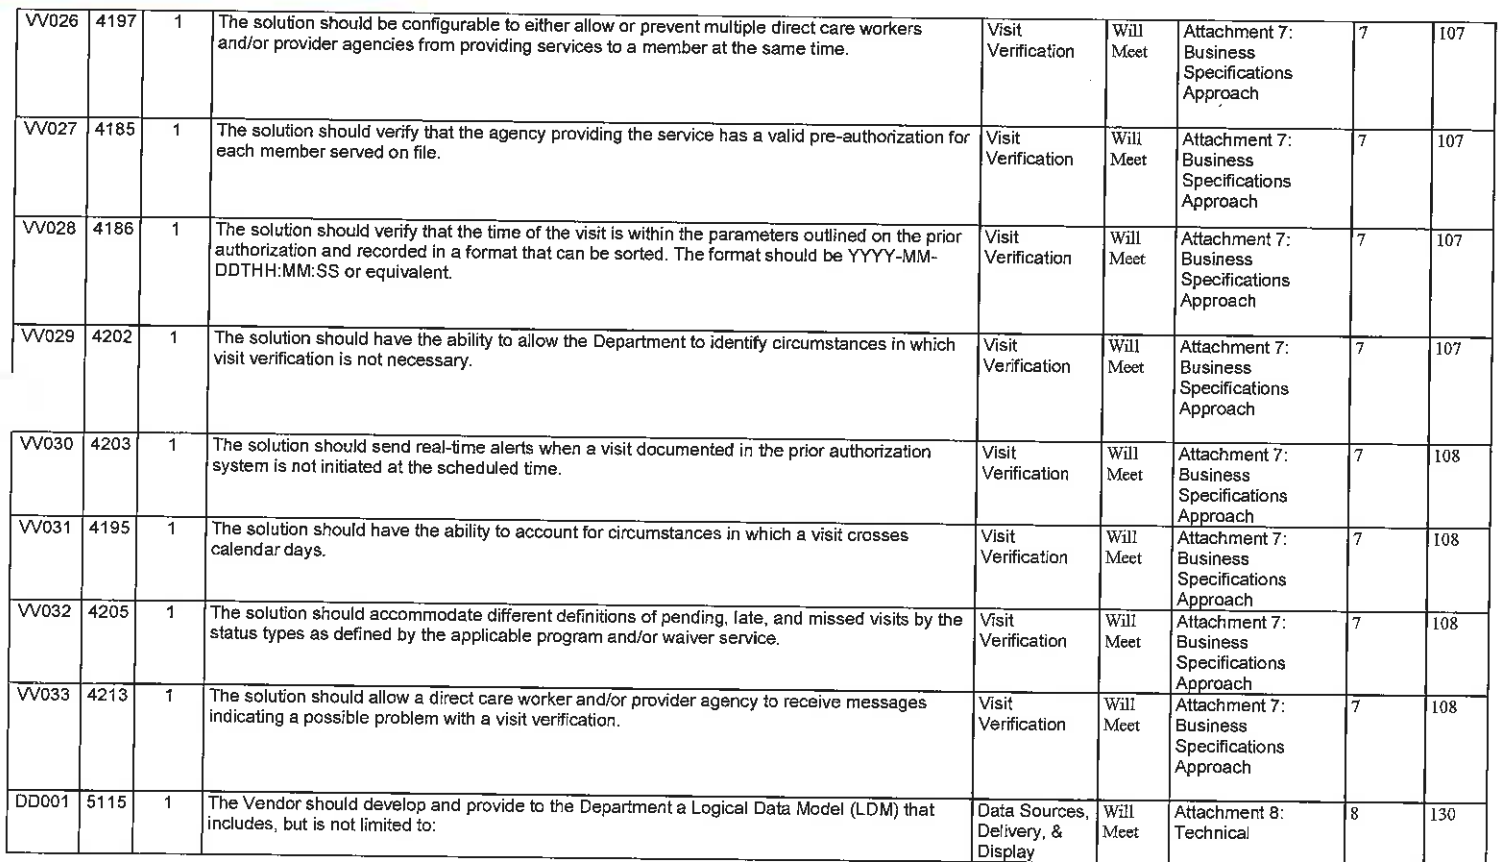 VV026 4197 1 The solution should be configurable to either allow or prevent multiple direct care workers Visit Will Attachment 7: 7 107
and/or provider agencies from providing services to a member at the same time. Verification Meet Business
Specifications
Approach
VV027 4185 1 The solution should verify that the agency providing the service has a valid pre-authorization for Visit Will Attachment 7: 7 107
each member served on file. Verification Meet Business
Specifications
Approach
VV028 4186 1 The solution should verify that the time of the visit is within the parameters outlined on the prior Visit Will Attachment 7: 7 107
authorization and recorded in a format that can be sorted. The format should be YYYY-MM- Verification Meet Business
DDTHH:MM:SS or equivalent. Specifications
Approach
VV029 4202 1 The solution should have the ability to allow the Department to identify circumstances in which Visit Will Attachment 7: 7 107
visit verification is not necessary. Verification Meet Business
Specifications
Approach
VV030 4203 1 The solution should send real-time alerts when a visit documented in the prior authorization Visit Will Attachment 7: 7 108
system is not initiated at the scheduled time. Verification Meet Business
Specifications
Approach
VV031 4195 1 The solution should have the ability to account for circumstances in which a visit crosses Visit Will Attachment 7: 7 108
calendar days. Verification Meet Business
Specifications
Approach
VV032 4205 1 The solution should accommodate different definitions of pending, late, and missed visits by the Visit Will Attachment 7: 7 108
status types as defined by the applicable program and/or waiver service. Verification Meet Business
Specifications
Approach
VV033 4213 1 The solution should allow a direct care worker and/or provider agency to receive messages Visit Will Attachment 7: 7 108
indicating a possible problem with a visit verification. Verification Meet Business
Specifications
Approach
DD001 5115 1 The Vendor should develop and provide to the Department a Logical Data Model (LDM) that Data Sources, Will Attachment 8: 8 130
includes, but is not limited to: Delivery, & Meet Technical
Display